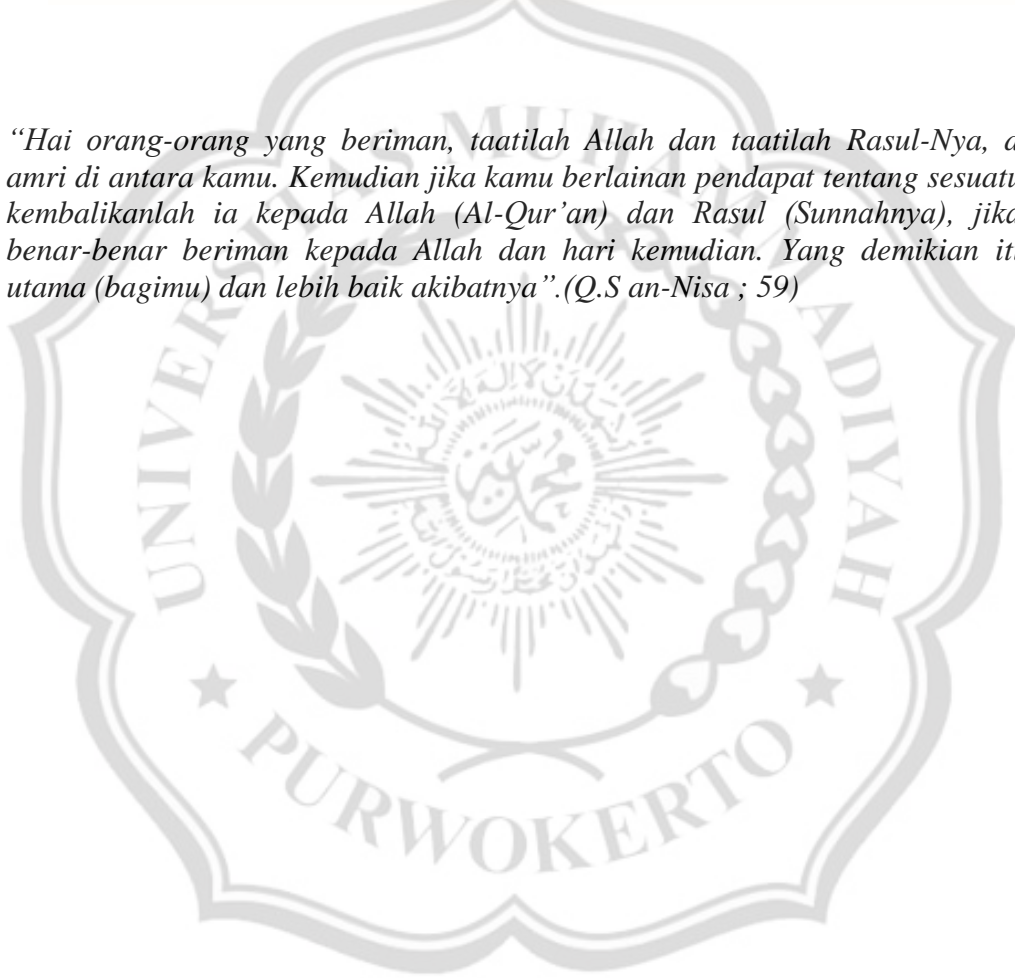 “Hai orang-orang yang beriman, taatilah Allah dan taatilah Rasul-Nya,
amri di antara kamu. Kemudian jika kamu berlainan pendapat tentang sesuatu
kembalikanlah ia kepada Allah (Al-Qur’an) dan Rasul (Sunnahnya), jika
benar-benar beriman kepada Allah dan hari kemudian. Yang demikian
utama (bagimu) dan lebih baik akibatnya”.(Q.S an-Nisa ; 59)
UNIVERSITAS MUHAMMADIYAH
PURWOKERTO